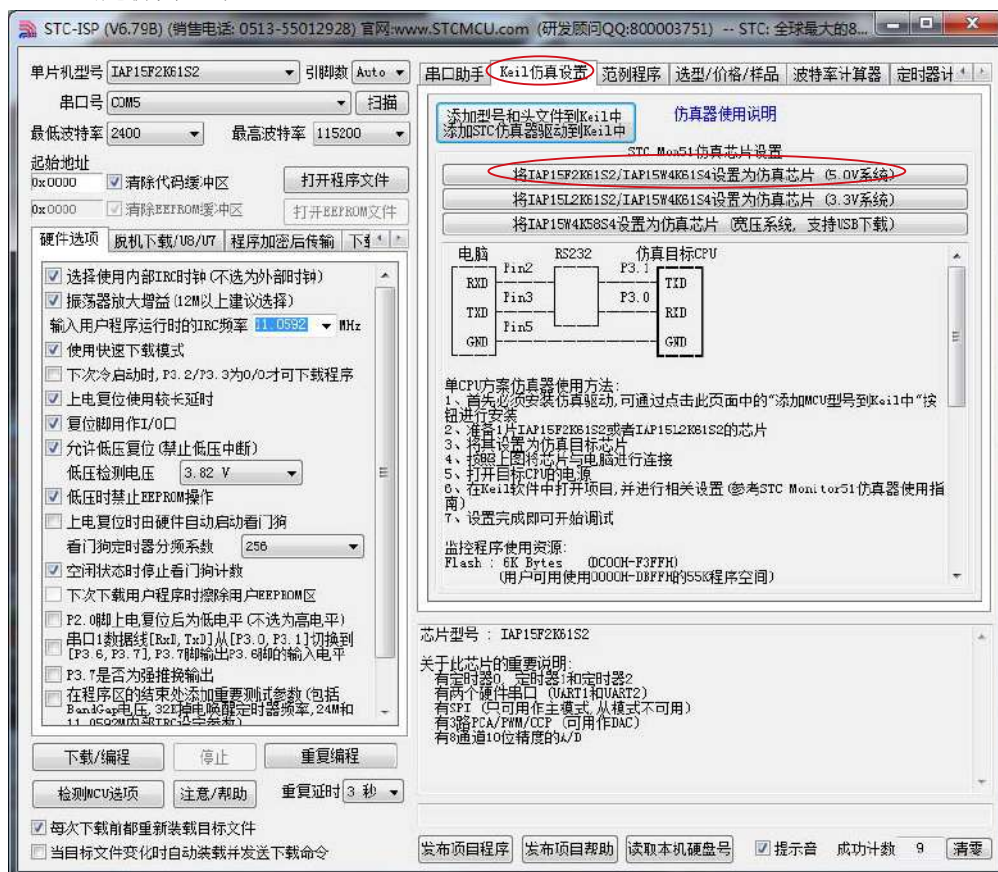 STC-ISP (V6.79B) (销售电话: 0513-55012928) 官网:www.STCMCU.com (研发顾问QQ:800003751) -- STC: 全球最大的8...
单片机型号 IAP15F2K61S2 引脚数 Auto
串口号 COM5 扫描
最低波特率 2400 最高波特率 115200
起始地址
0x0000 清除代码缓冲区 打开程序文件
0x0000 清除EEPROM缓冲区 打开EEPROM文件
硬件选项 脱机下载/U8/U7 程序加密后传输
选择使用内部IRC时钟(不选为外部时钟)
振荡器放大增益(12M以上建议选择)
输入用户程序运行时的IRC频率 11.0592 MHz
使用快速下载模式
下次冷启动时,P3.2/P3.3为0/0才可下载程序
上电复位使用较长延时
复位脚用作I/O口
允许低压复位(禁止低压中断)
低压检测电压 3.82 V
低压时禁止EEPROM操作
上电复位时由硬件自动启动看门狗
看门狗定时器分频系数 256
空闲状态时停止看门狗计数
下次下载用户程序时擦除用户EEPROM区
P2.0脚上电复位后为低电平(不选为高电平)
串口1数据线[RxD,TxD]从[P3.0,P3.1]切换到
[P3.6,P3.7],P3.7脚输出P3.6脚的输入电平
P3.7是否为强推挽输出
在程序区的结束处添加重要测试参数(包括
BandGap电压,32K掉电唤醒定时器频率,24M和
11.0592M内部IRC设定参数)
下载/编程 停止 重复编程
检测MCU选项 注意/帮助 重复延时 3 秒
每次下载前都重新装载目标文件
当目标文件变化时自动装载并发送下载命令
串口助手 Keil仿真设置 范例程序 选型/价格/样品 波特率计算器 定时器计
添加型号和头文件到Keil中
添加STC仿真器驱动到Keil中
仿真器使用说明
STC Mon51仿真芯片设置
将IAP15F2K61S2/IAP15W4K61S4设置为仿真芯片 (5.0V系统)
将IAP15L2K61S2/IAP15W4K61S4设置为仿真芯片 (3.3V系统)
将IAP15W4K58S4设置为仿真芯片 (宽压系统, 支持USB下载)
电脑 RS232 仿真目标CPU
RXD Pin2 P3.1 TXD
TXD Pin3 P3.0 RXD
GND Pin5 GND
单CPU方案仿真器使用方法:
1、首先必须安装仿真驱动,可通过点击此页面中的“添加MCU型号到Keil中”按
钮进行安装
2、准备1片IAP15F2K61S2或者IAP15L2K61S2的芯片
3、将其设置为仿真目标芯片
4、按照上图将芯片与电脑进行连接
5、打开目标CPU的电源
6、在Keil软件中打开项目,并进行相关设置(参考STC Monitor51仿真器使用指
南)
7、设置完成即可开始调试
监控程序使用资源:
Flash : 6K Bytes (DC00H-F3FFH)
(用户可用使用0000H-DBFFH的55K程序空间)
芯片型号 : IAP15F2K61S2
关于此芯片的重要说明:
有定时器0, 定时器1和定时器2
有两个硬件串口 (UART1和UART2)
有SPI (只可用作主模式,从模式不可用)
有3路PCA/PWM/CCP (可用作DAC)
有8通道10位精度的A/D
发布项目程序 发布项目帮助 读取本机硬盘号 提示音 成功计数 9 清零